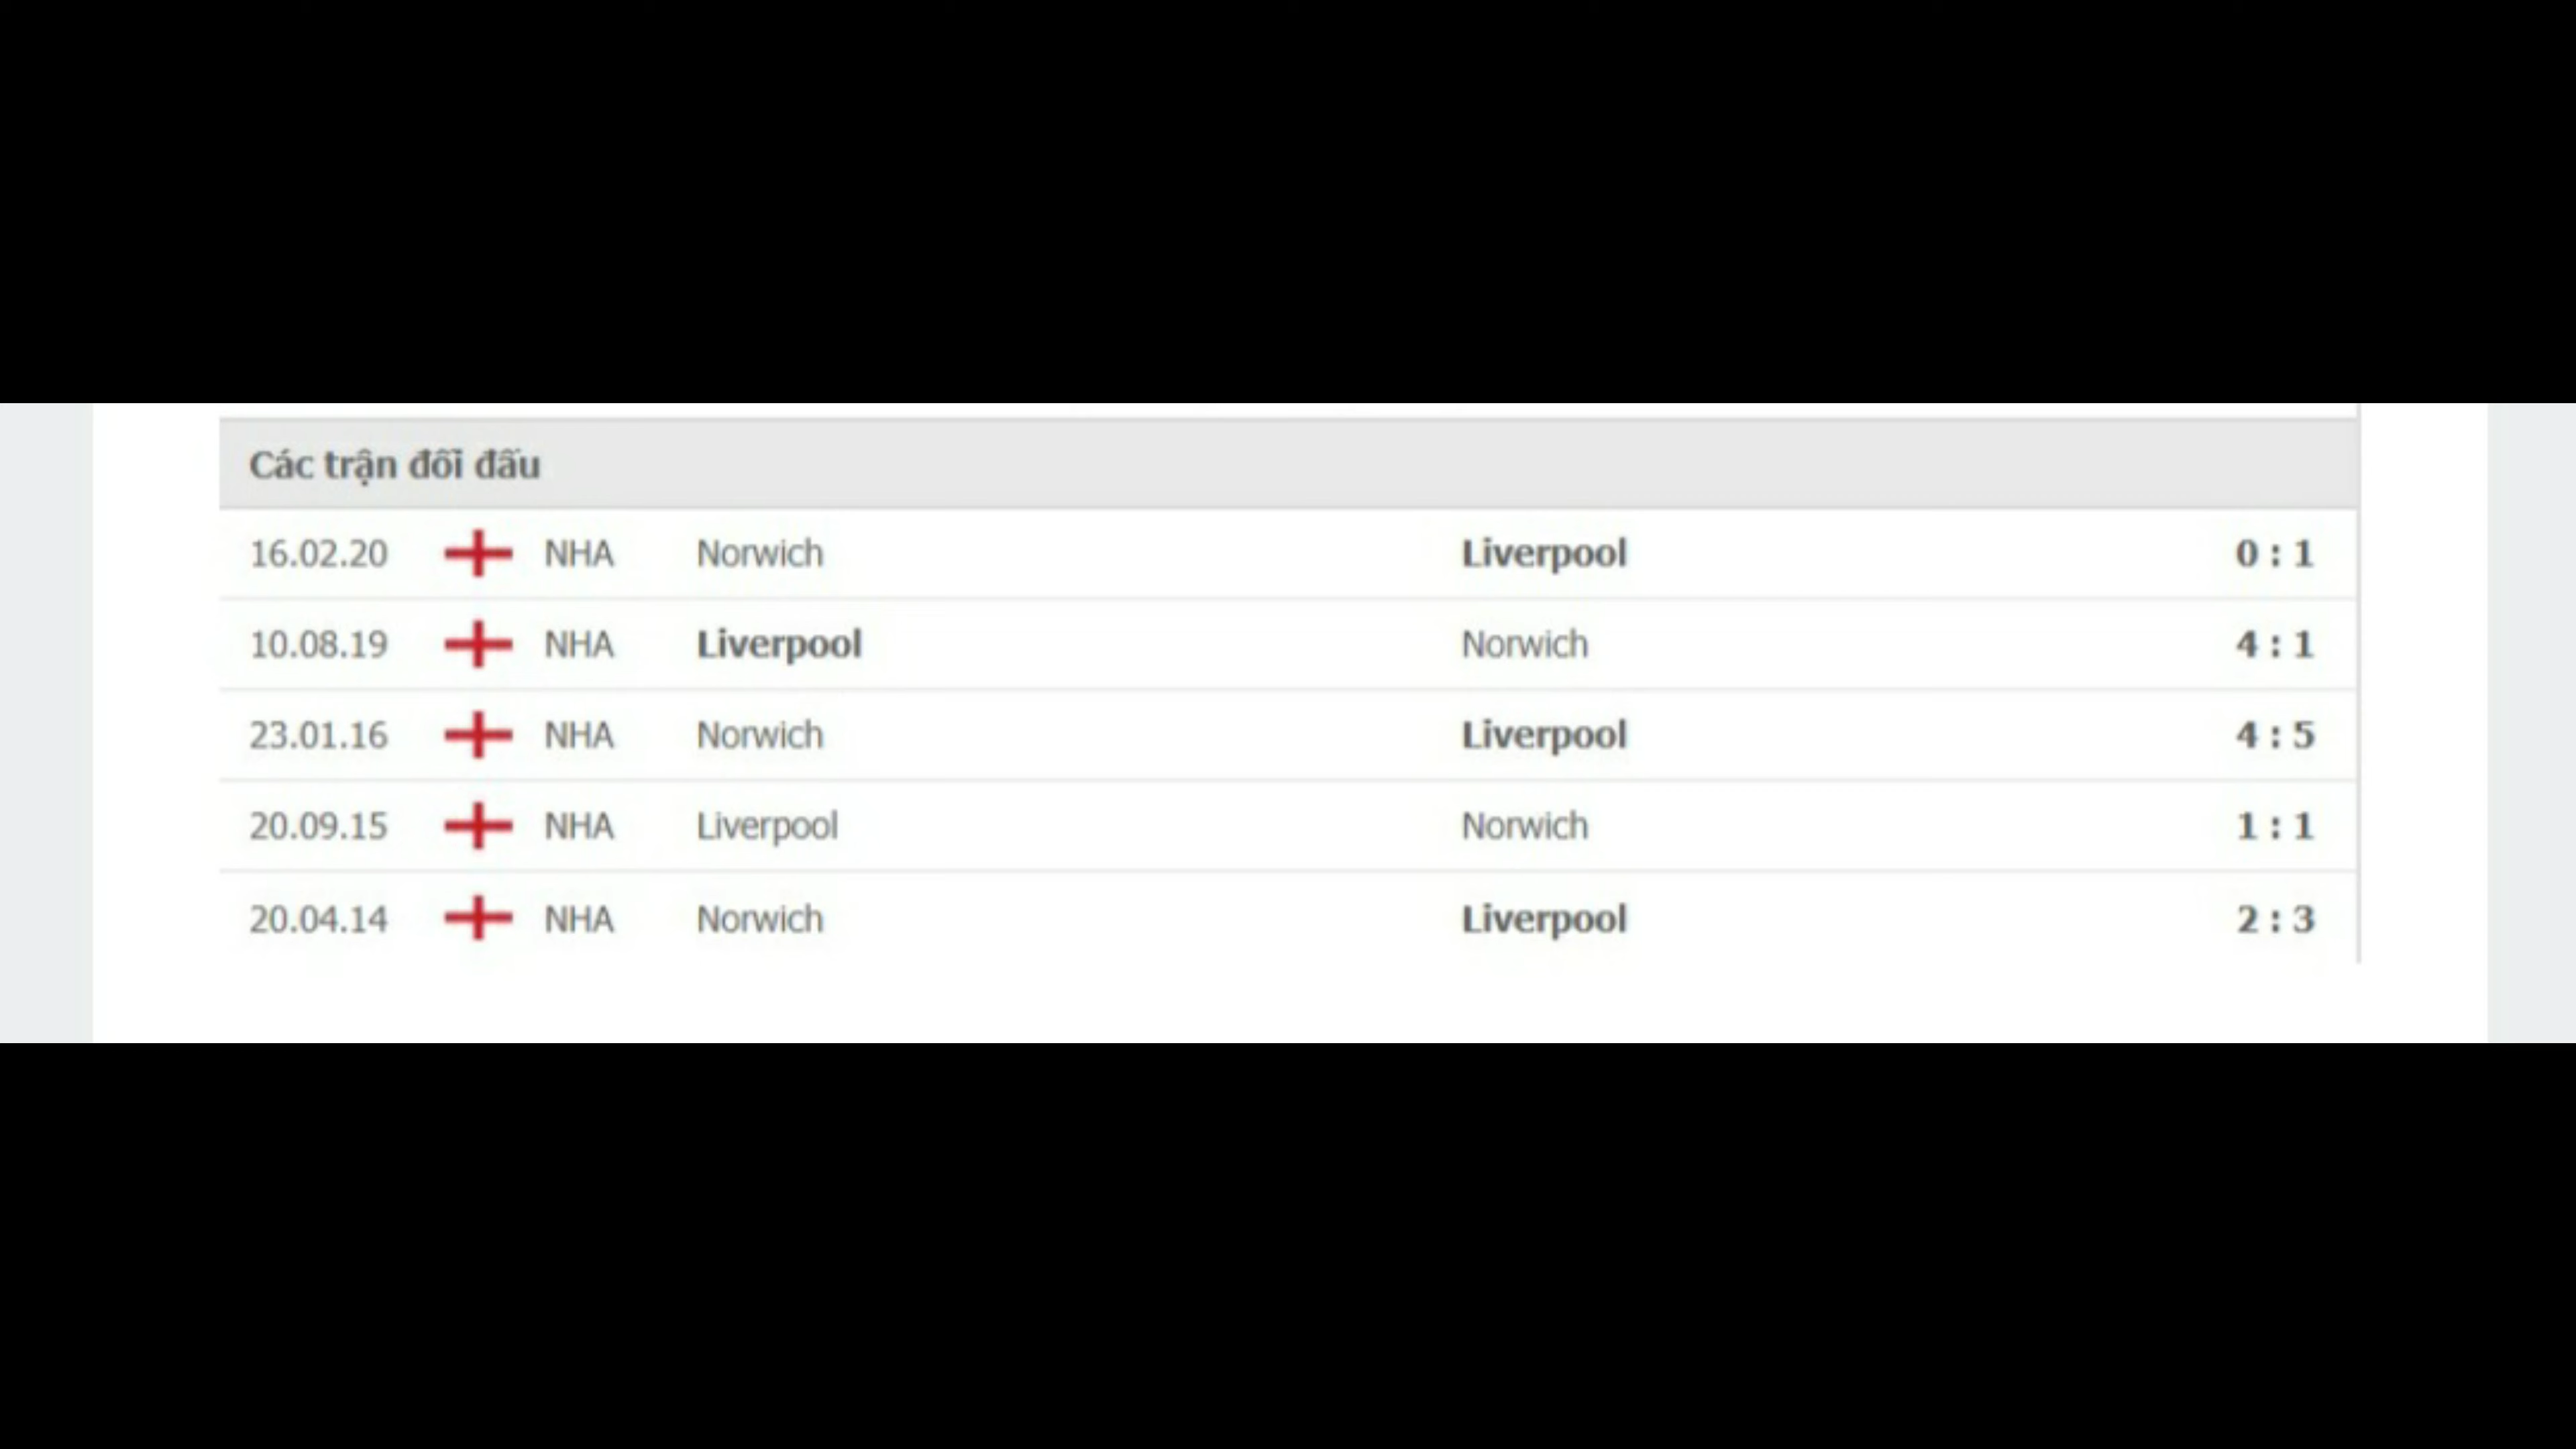 Các trận đối đấu
16.02.20 NHA Norwich Liverpool 0 : 1
10.08.19 NHA Liverpool Norwich 4 : 1
23.01.16 NHA Norwich Liverpool 4 : 5
20.09.15 NHA Liverpool Norwich 1 : 1
20.04.14 NHA Norwich Liverpool 2 : 3